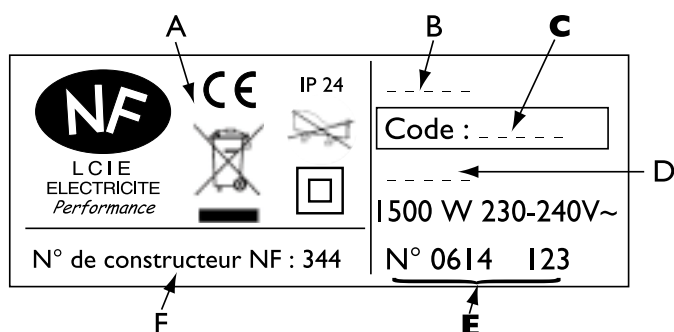 A
B
C
NF
LCIE
ELECTRICITE
Performance
CE
IP 24
_ _ _ _ _
Code : _ _ _ _ _
_ _ _ _ _
D
1500 W 230-240V~
N° de constructeur NF : 344
N° 0614 123
F
E